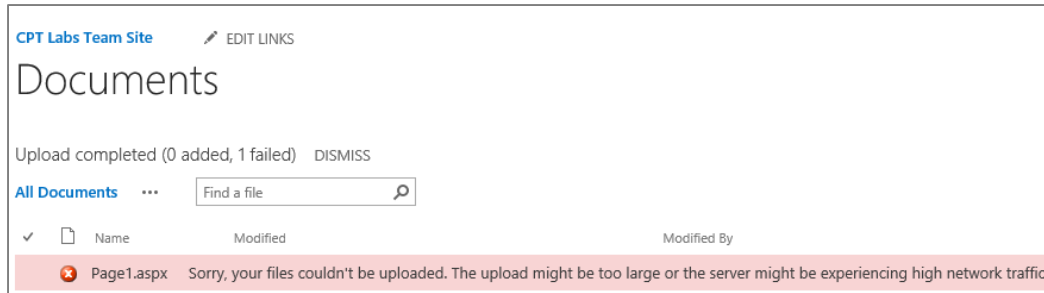 CPT Labs Team Site EDIT LINKS
Documents
Upload completed (0 added, 1 failed) DISMISS
All Documents ••• Find a file
Name Modified Modified By
Page1.aspx Sorry, your files couldn't be uploaded. The upload might be too large or the server might be experiencing high network traffic